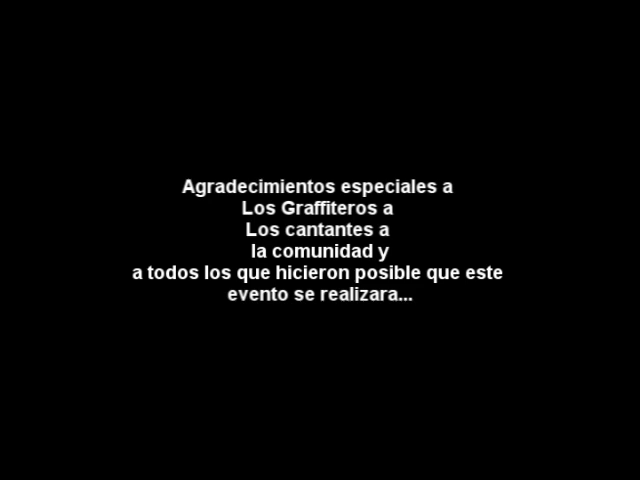 Agradecimientos especiales a
Los Graffiteros a
Los cantantes a
la comunidad y
a todos los que hicieron posible que este
evento se realizara...